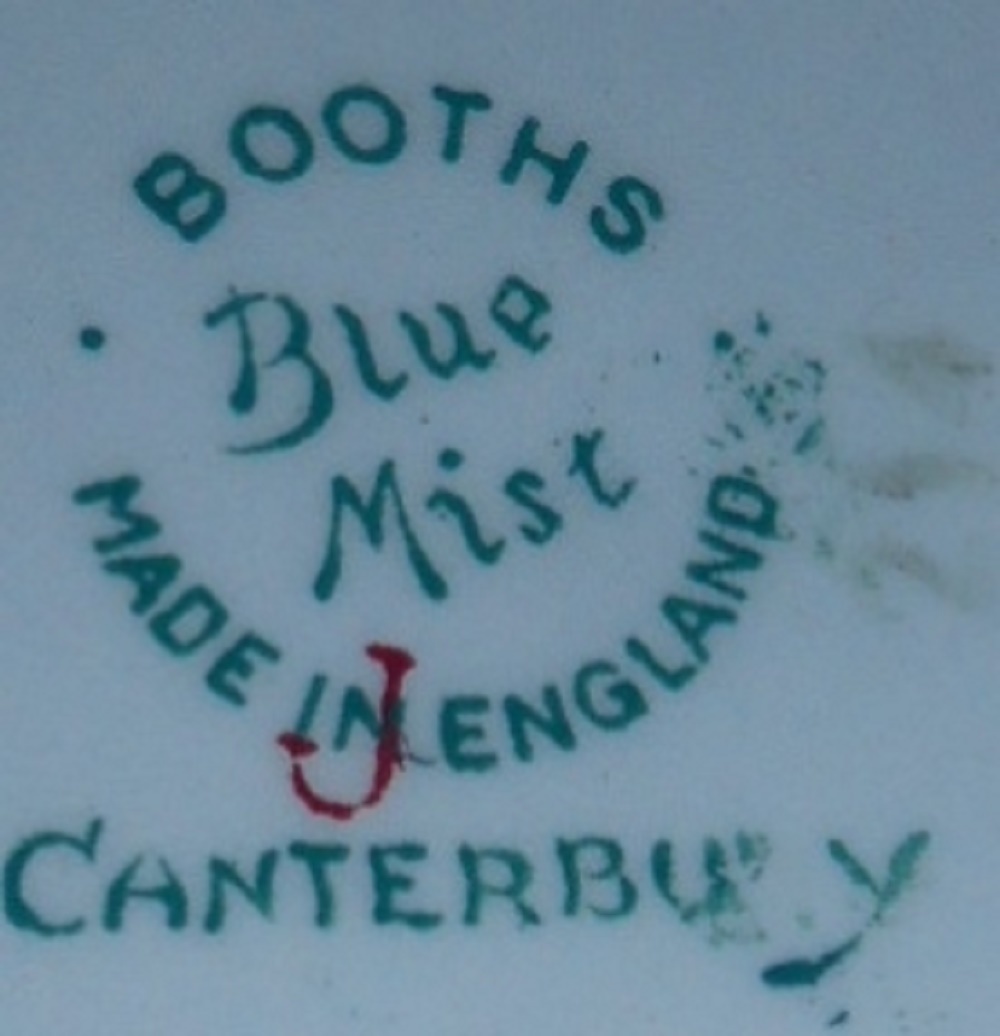 BOOTHS
Blue
Mist
MADE IN ENGLAND
J
CANTERBURY